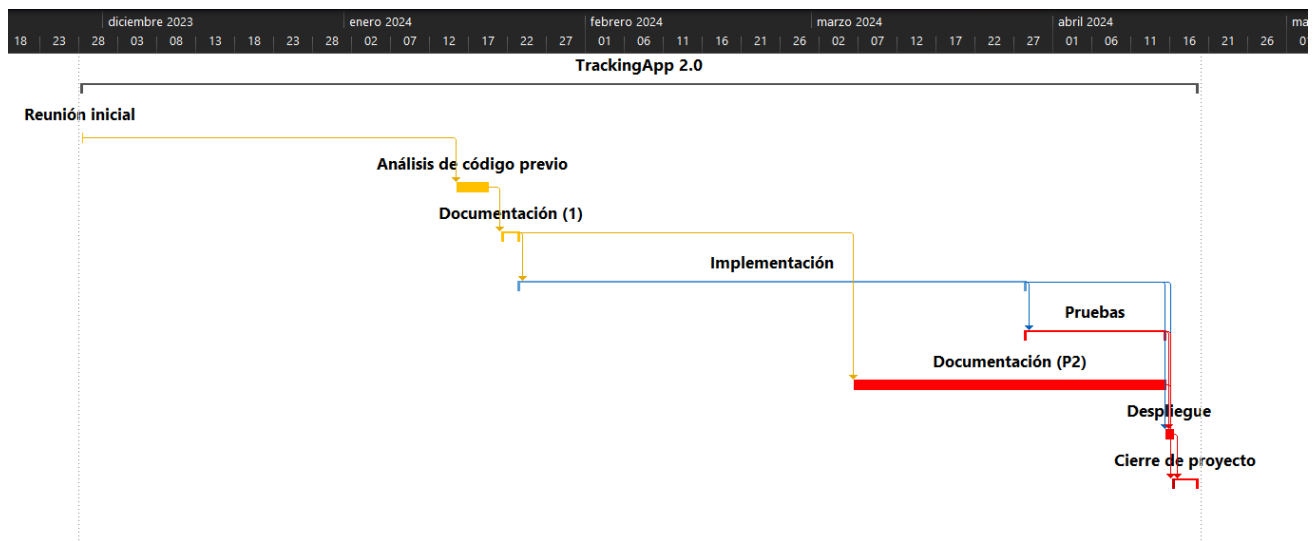 diciembre 2023 enero 2024 febrero 2024 marzo 2024 abril 2024 ma
18 23 28 03 08 13 18 23 28 02 07 12 17 22 27 01 06 11 16 21 26 02 07 12 17 22 27 01 06 11 16 21 26 01
TrackingApp 2.0
Reunión inicial
Análisis de código previo
Documentación (1)
Implementación
Pruebas
Documentación (P2)
Despliegue
Cierre de proyecto